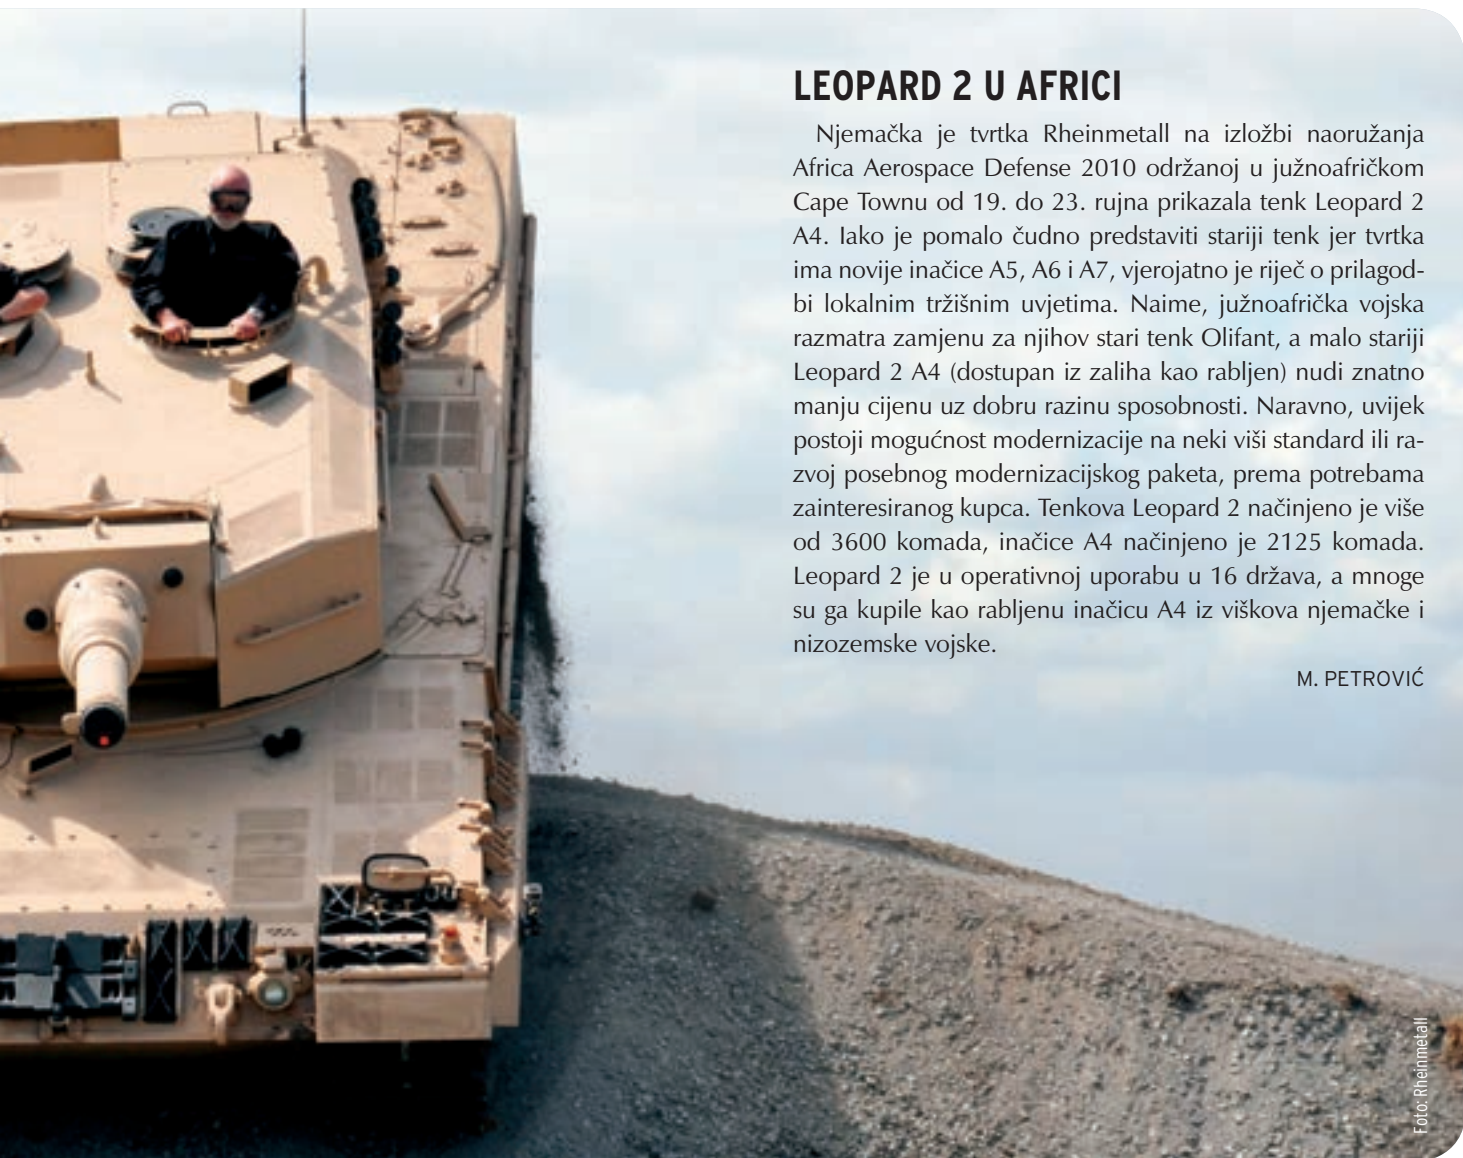 LEOPARD 2 U AFRICI
Njemačka je tvrtka Rheinmetall na izložbi naoružanja
Africa Aerospace Defense 2010 održanoj u južnoafričkom
Cape Townu od 19. do 23. rujna prikazala tenk Leopard 2
A4. Iako je pomalo čudno predstaviti stariji tenk jer tvrtka
ima novije inačice A5, A6 i A7, vjerojatno je riječ o prilagod-
bi lokalnim tržišnim uvjetima. Naime, južnoafrička vojska
razmatra zamjenu za njihov stari tenk Olifant, a malo stariji
Leopard 2 A4 (dostupan iz zaliha kao rabljen) nudi znatno
manju cijenu uz dobru razinu sposobnosti. Naravno, uvijek
postoji mogućnost modernizacije na neki viši standard ili ra-
zvoj posebnog modernizacijskog paketa, prema potrebama
zainteresiranog kupca. Tenkova Leopard 2 načinjeno je više
od 3600 komada, inačice A4 načinjeno je 2125 komada.
Leopard 2 je u operativnoj uporabu u 16 država, a mnoge
su ga kupile kao rabljenu inačicu A4 iz viškova njemačke i
nizozemske vojske.
M. PETROVIĆ
Foto: Rheinmetall